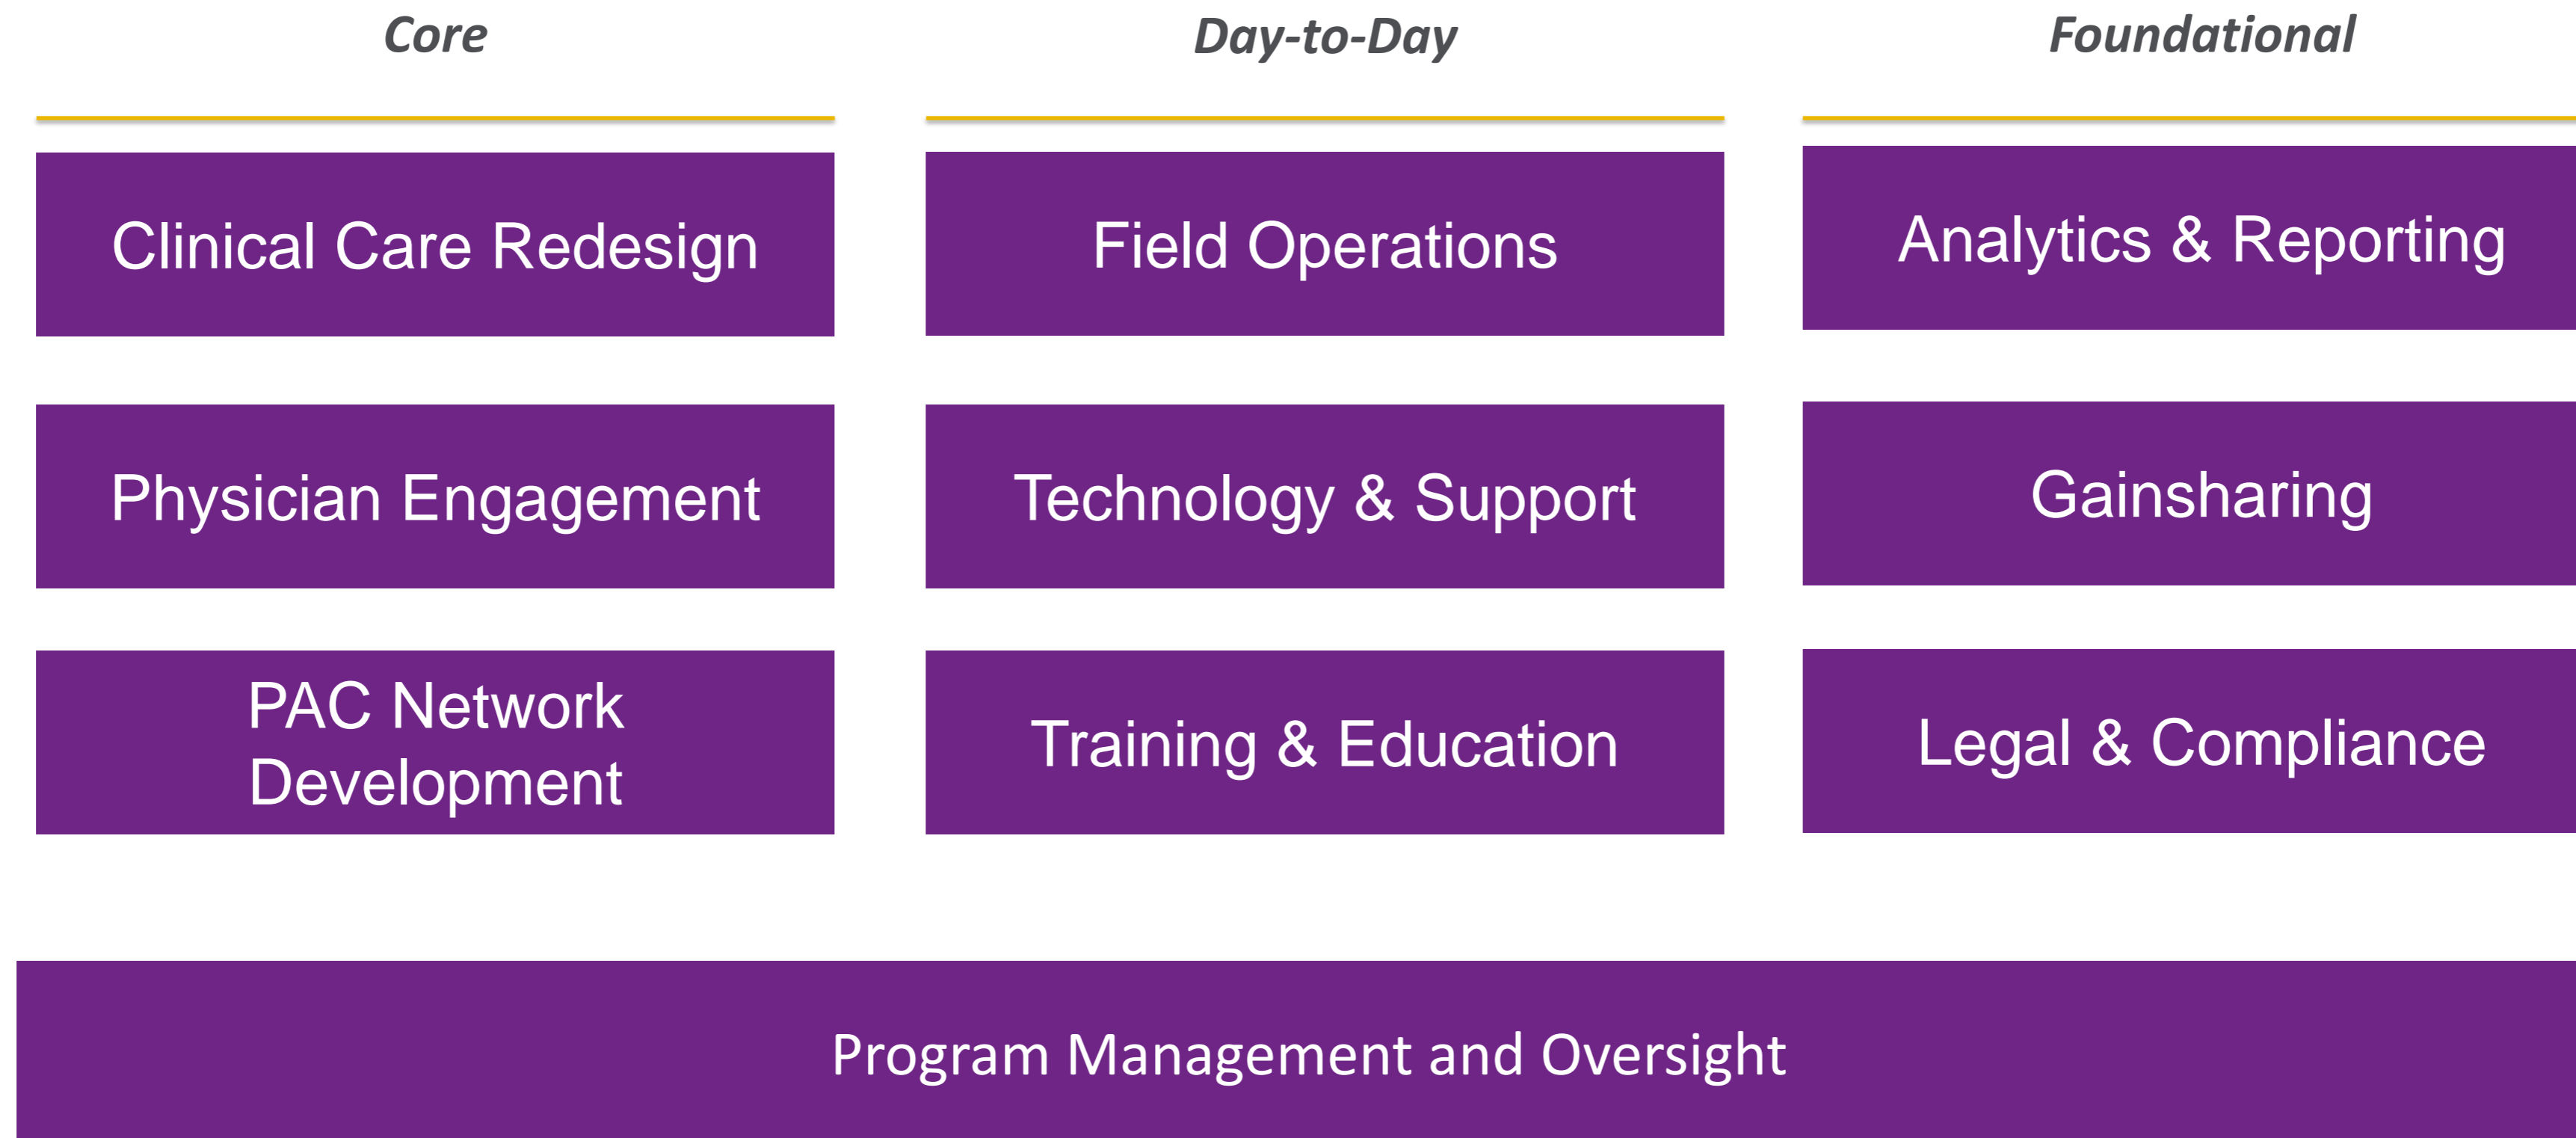 Core
Day-to-Day
Foundational
Clinical Care Redesign
Field Operations
Analytics & Reporting
Physician Engagement
Technology & Support
Gainsharing
PAC Network
Development
Training & Education
Legal & Compliance
Program Management and Oversight